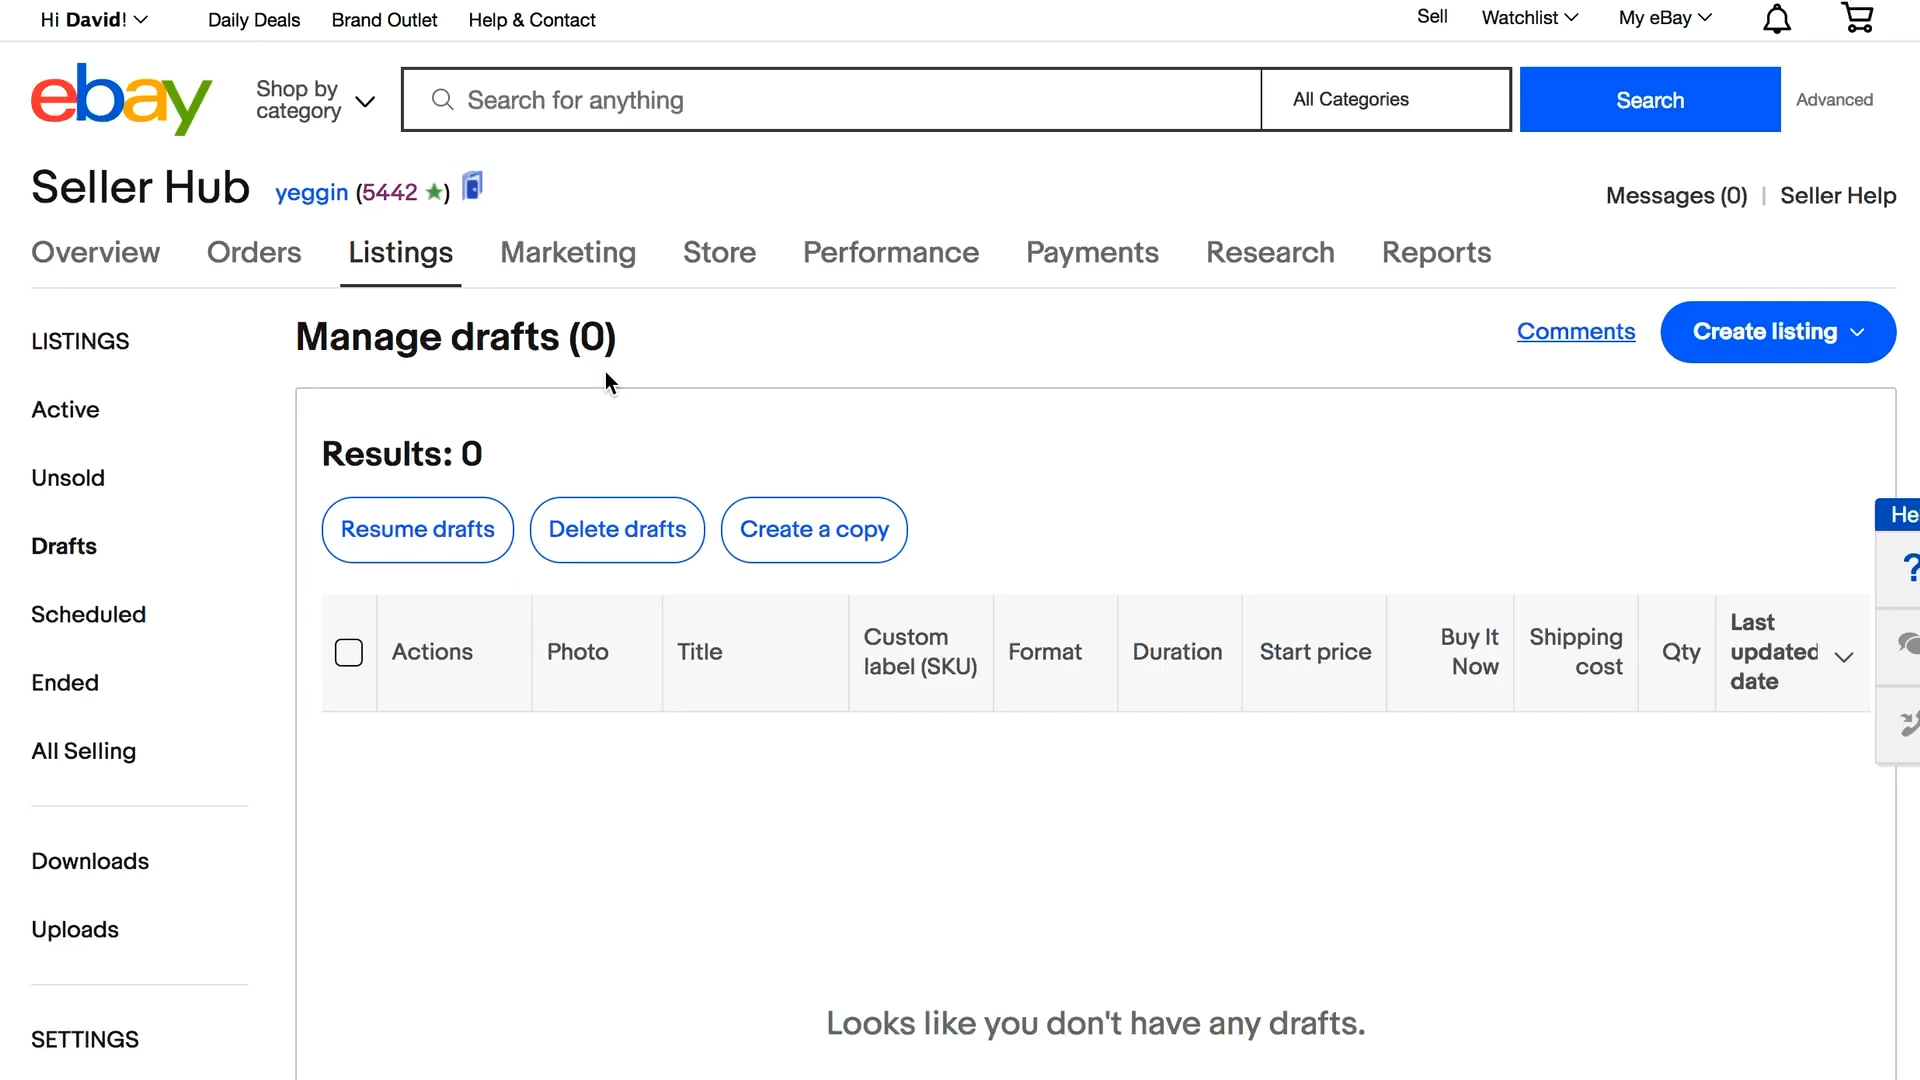 Hi David!
Daily Deals
Brand Outlet
Help & Contact
Sell
Watchlist
My eBay
ebay
Shop by
category
Search for anything
All Categories
Search
Advanced
Seller Hub
yeggin (5442 ★)
Messages (0) | Seller Help
Overview
Orders
Listings
Marketing
Store
Performance
Payments
Research
Reports
LISTINGS
Active
Unsold
Drafts
Scheduled
Ended
All Selling
Downloads
Uploads
SETTINGS
Manage drafts (0)
Comments
Create listing
Results: 0
Resume drafts
Delete drafts
Create a copy
Actions
Photo
Title
Custom
label (SKU)
Format
Duration
Start price
Buy It
Now
Shipping
cost
Qty
Last
updated
date
Looks like you don't have any drafts.
He
?